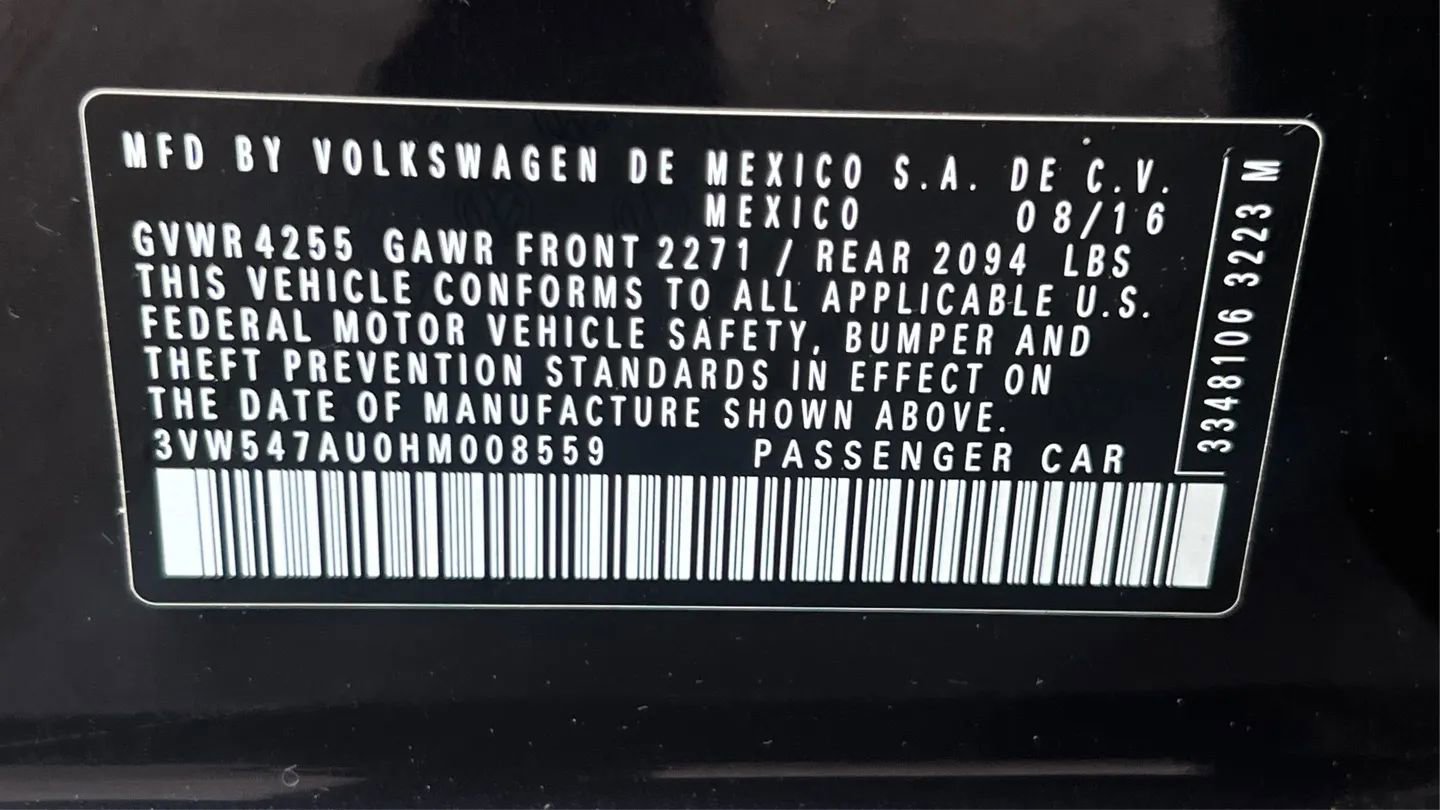 MFD BY VOLKSWAGEN DE MEXICO S.A. DE C.V.
MEXICO 08/16
GVWR 4255 GAWR FRONT 2271 / REAR 2094 LBS
THIS VEHICLE CONFORMS TO ALL APPLICABLE U.S.
FEDERAL MOTOR VEHICLE SAFETY, BUMPER AND
THEFT PREVENTION STANDARDS IN EFFECT ON
THE DATE OF MANUFACTURE SHOWN ABOVE.
3VW547AU0HM008559 PASSENGER CAR
3348106 3223 M